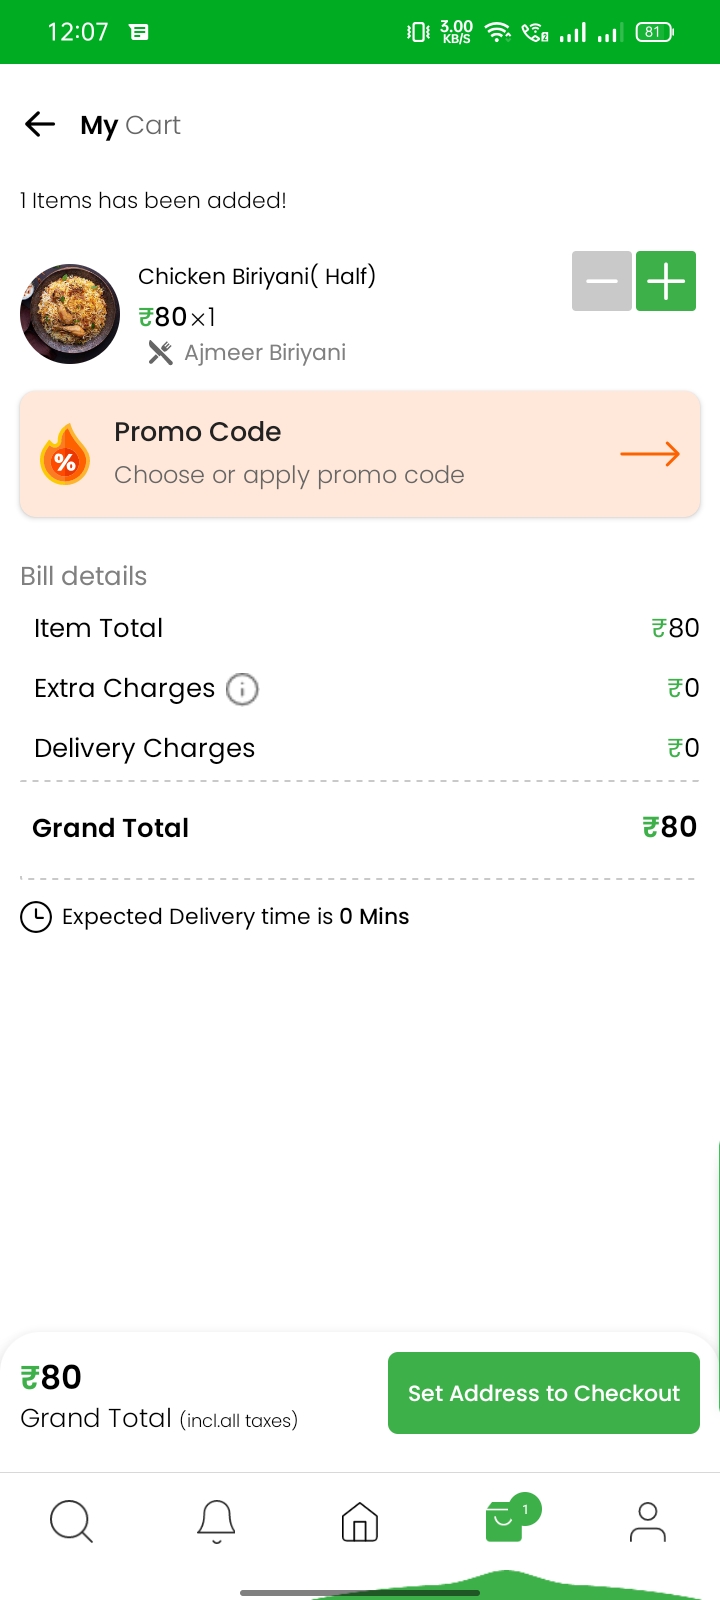 12:07 3.00 KB/S 81
My Cart
1 Items has been added!
Chicken Biriyani( Half)
₹80×1
Ajmeer Biriyani
%
Promo Code
Choose or apply promo code
Bill details
Item Total ₹80
Extra Charges i ₹0
Delivery Charges ₹0
Grand Total ₹80
Expected Delivery time is 0 Mins
₹80
Grand Total (incl.all taxes)
Set Address to Checkout
1